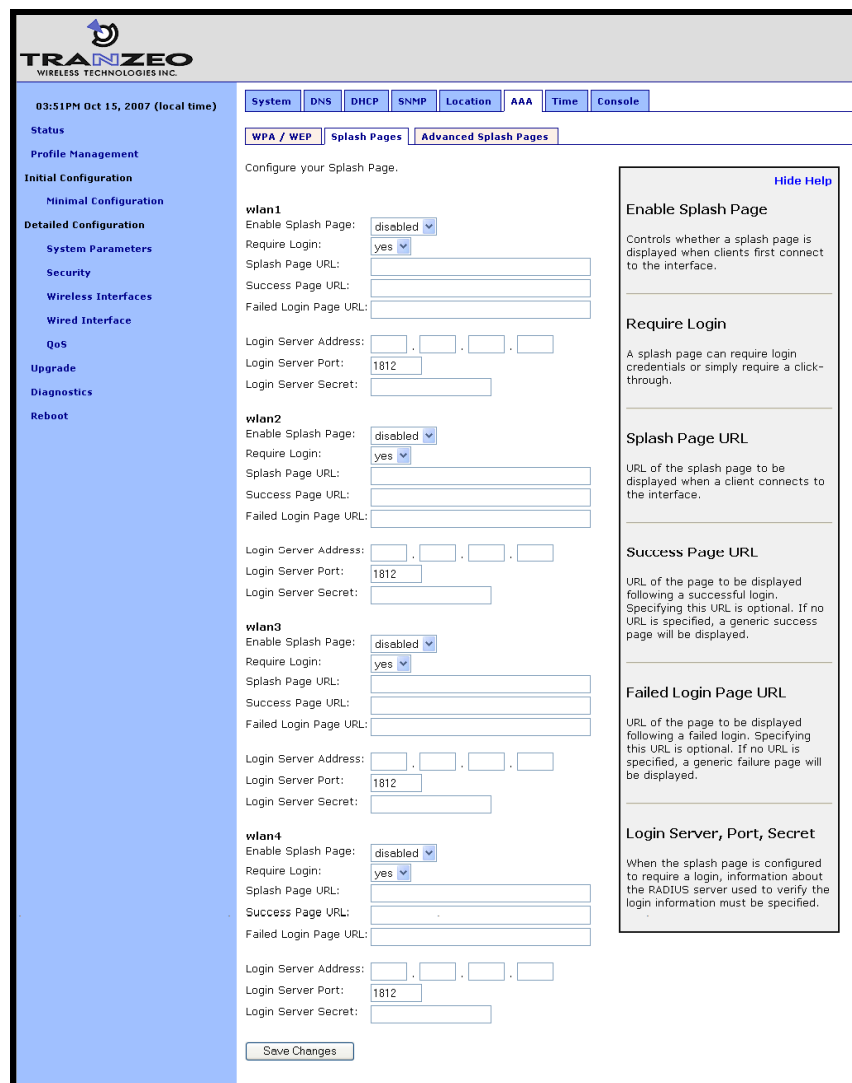 TRANZEO
WIRELESS TECHNOLOGIES INC.
03:51PM Oct 15, 2007 (local time)
Status
Profile Management
Initial Configuration
Minimal Configuration
Detailed Configuration
System Parameters
Security
Wireless Interfaces
Wired Interface
QoS
Upgrade
Diagnostics
Reboot
System DNS DHCP SNMP Location AAA Time Console
WPA / WEP Splash Pages Advanced Splash Pages
Configure your Splash Page.
wlan1
Enable Splash Page: disabled
Require Login: yes
Splash Page URL:
Success Page URL:
Failed Login Page URL:
Login Server Address: . . .
Login Server Port: 1812
Login Server Secret:
wlan2
Enable Splash Page: disabled
Require Login: yes
Splash Page URL:
Success Page URL:
Failed Login Page URL:
Login Server Address: . . .
Login Server Port: 1812
Login Server Secret:
wlan3
Enable Splash Page: disabled
Require Login: yes
Splash Page URL:
Success Page URL:
Failed Login Page URL:
Login Server Address: . . .
Login Server Port: 1812
Login Server Secret:
wlan4
Enable Splash Page: disabled
Require Login: yes
Splash Page URL:
Success Page URL:
Failed Login Page URL:
Login Server Address: . . .
Login Server Port: 1812
Login Server Secret:
Save Changes
Hide Help
Enable Splash Page
Controls whether a splash page is
displayed when clients first connect
to the interface.
Require Login
A splash page can require login
credentials or simply require a click-
through.
Splash Page URL
URL of the splash page to be
displayed when a client connects to
the interface.
Success Page URL
URL of the page to be displayed
following a successful login.
Specifying this URL is optional. If no
URL is specified, a generic success
page will be displayed.
Failed Login Page URL
URL of the page to be displayed
following a failed login. Specifying
this URL is optional. If no URL is
specified, a generic failure page will
be displayed.
Login Server, Port, Secret
When the splash page is configured
to require a login, information about
the RADIUS server used to verify the
login information must be specified.